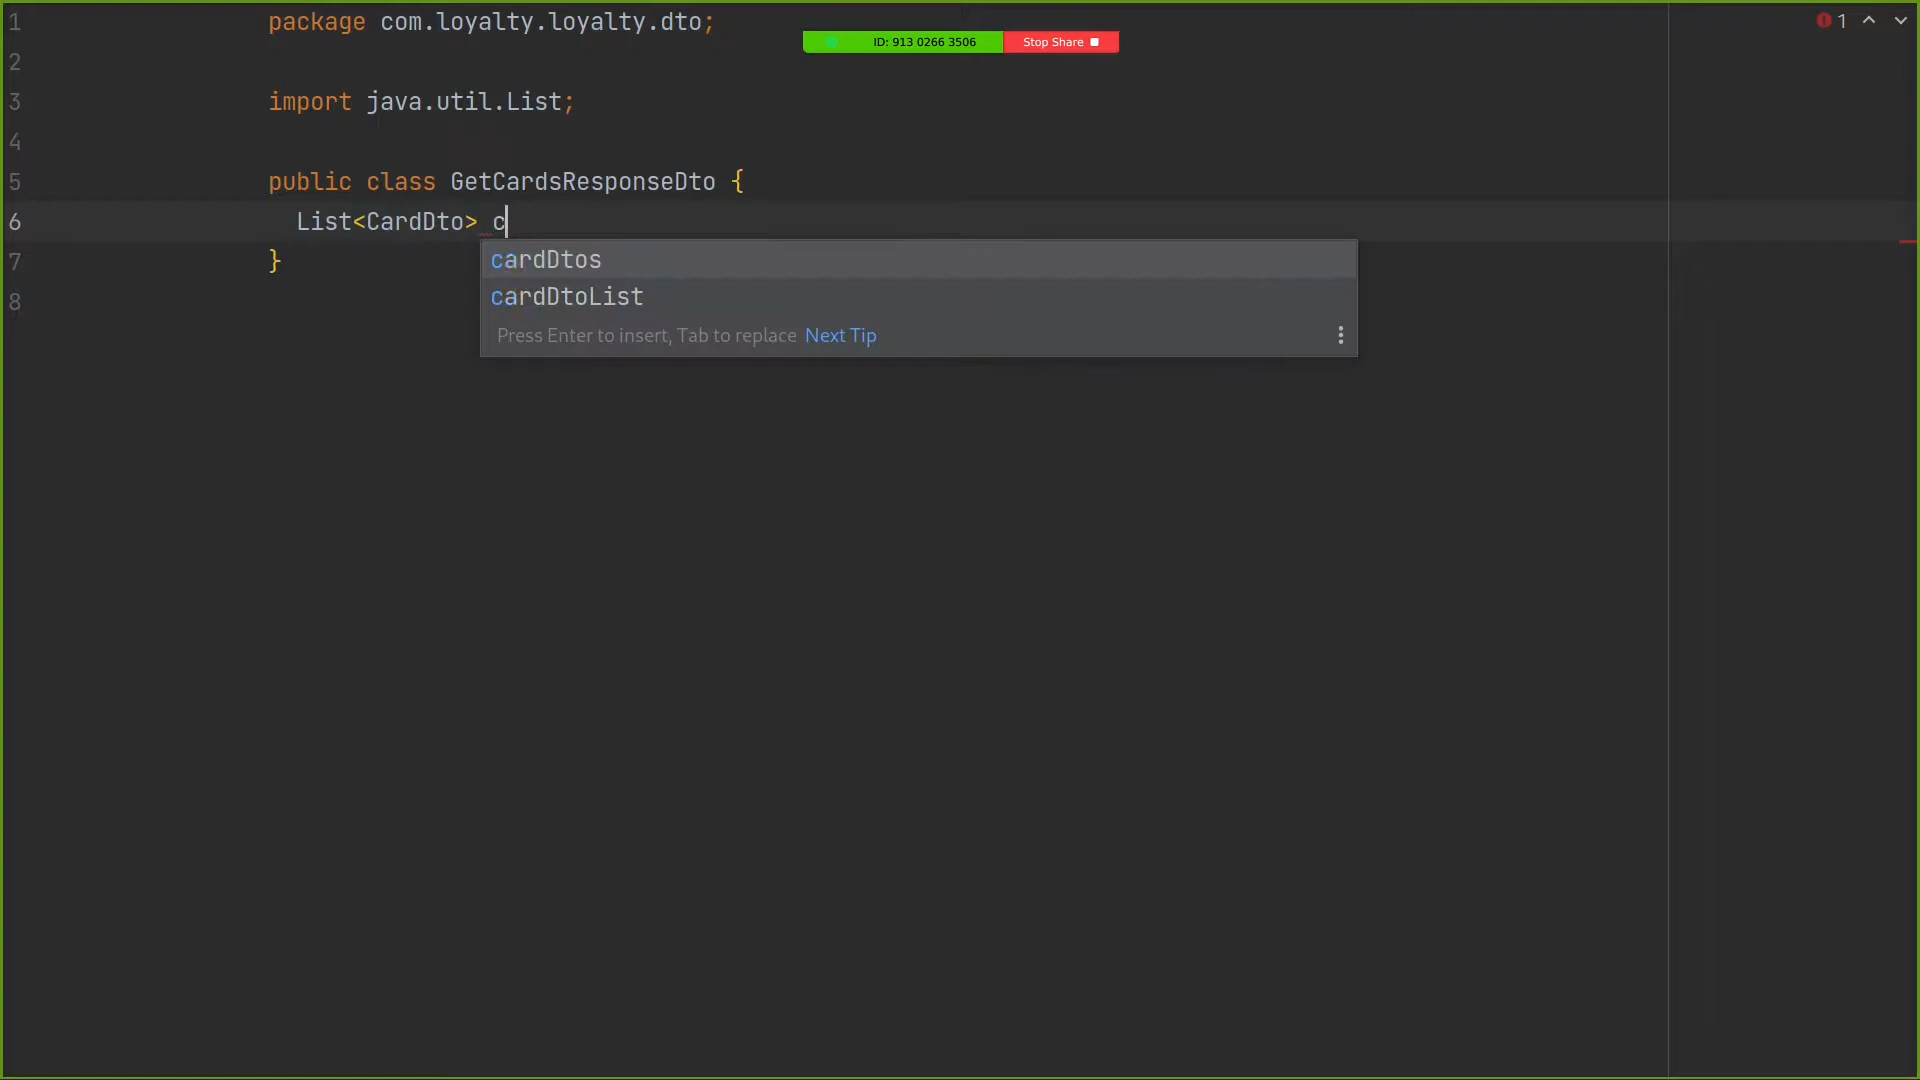 1 package com.loyalty.loyalty.dto;
ID: 913 0266 3506 Stop Share
1
2
3 import java.util.List;
4
5 public class GetCardsResponseDto {
6 List<CardDto> c
cardDtos
7 }
cardDtoList
8
Press Enter to insert, Tab to replace Next Tip